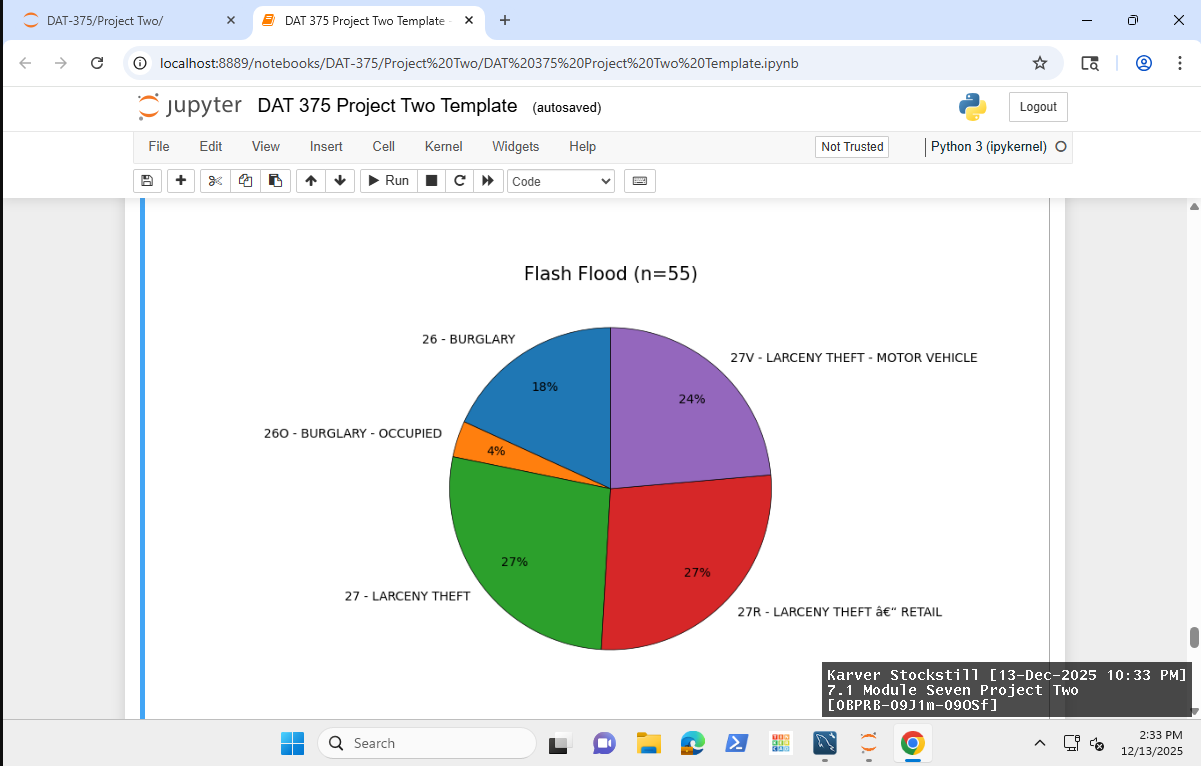 DAT-375/Project Two/
DAT 375 Project Two Template -
localhost:8889/notebooks/DAT-375/Project%20Two/DAT%20375%20Project%20Two%20Template.ipynb
jupyter DAT 375 Project Two Template (autosaved)
Logout
File Edit View Insert Cell Kernel Widgets Help
Not Trusted
Python 3 (ipykernel)
Run
Code
Flash Flood (n=55)
26 - BURGLARY
27V - LARCENY THEFT - MOTOR VEHICLE
18%
24%
26O - BURGLARY - OCCUPIED
4%
27%
27%
27 - LARCENY THEFT
27R - LARCENY THEFT â€“ RETAIL
Karver Stockstill [13-Dec-2025 10:33 PM]
7.1 Module Seven Project Two
[OBPRB-O9J1m-O9OSf]
Search
2:33 PM
12/13/2025